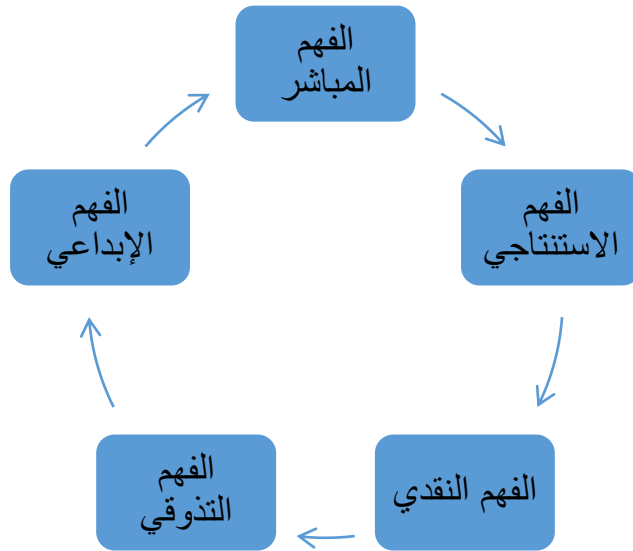 الفهم
المباشر
الفهم
الاستنتاجي
الفهم النقدي
الفهم
التذوقي
الفهم
الإبداعي